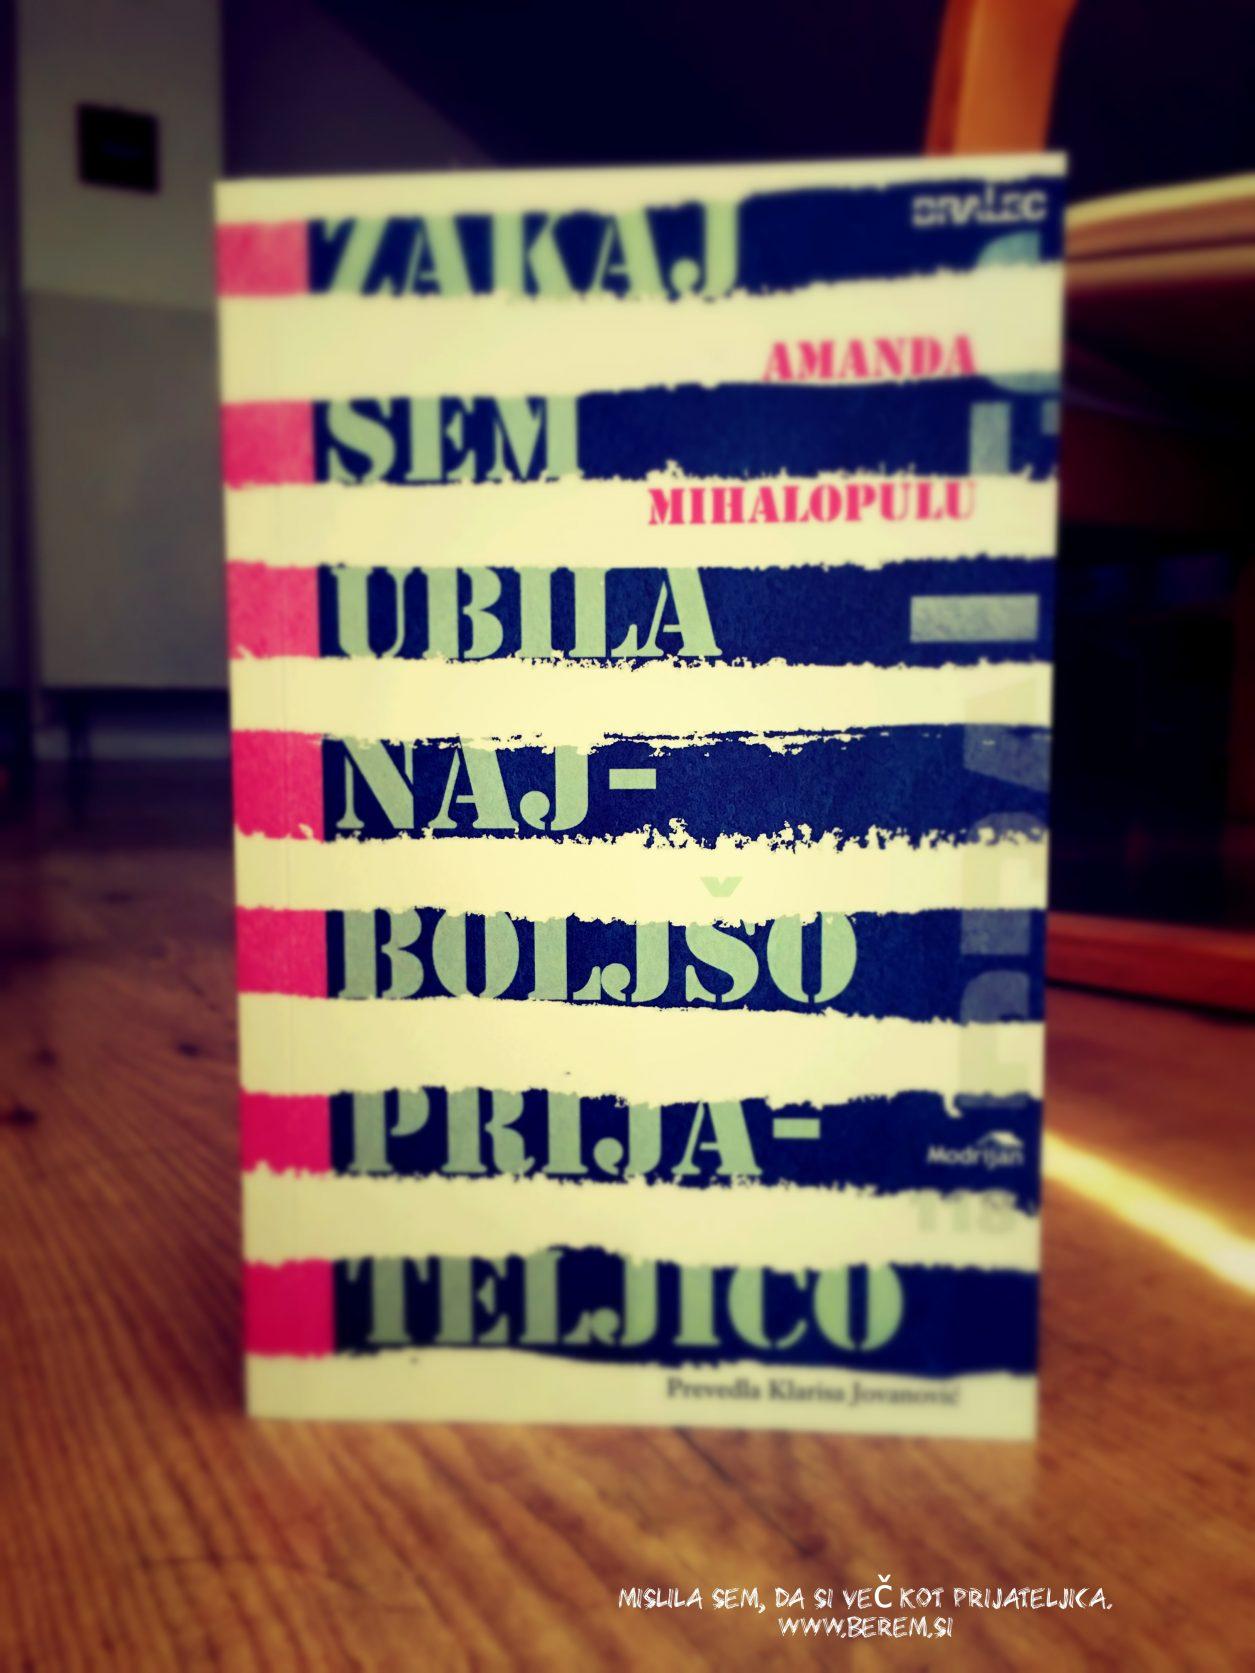 ZAKAJ
AMANDA
SEM
MIHALOPULU
UBILA
NAJ-
BOLJŠO
PRIJA-
Modrijan
118
TELJICO
Prevedla Klarisa Jovanović
MISLILA SEM, DA SI VEČ KOT PRIJATELJICA.
WWW.BEREM.SI